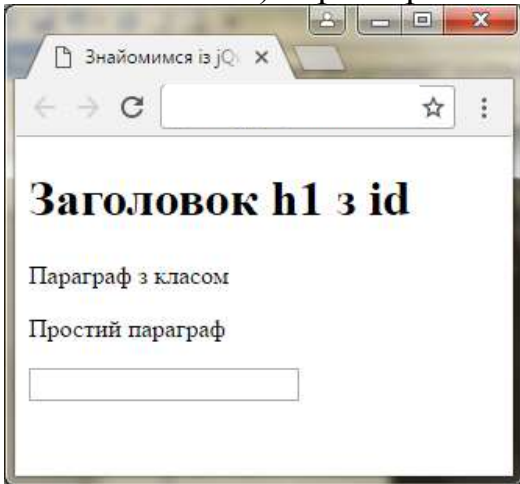 Знайомимся із jQ
Заголовок h1 з id
Параграф з класом
Простий параграф